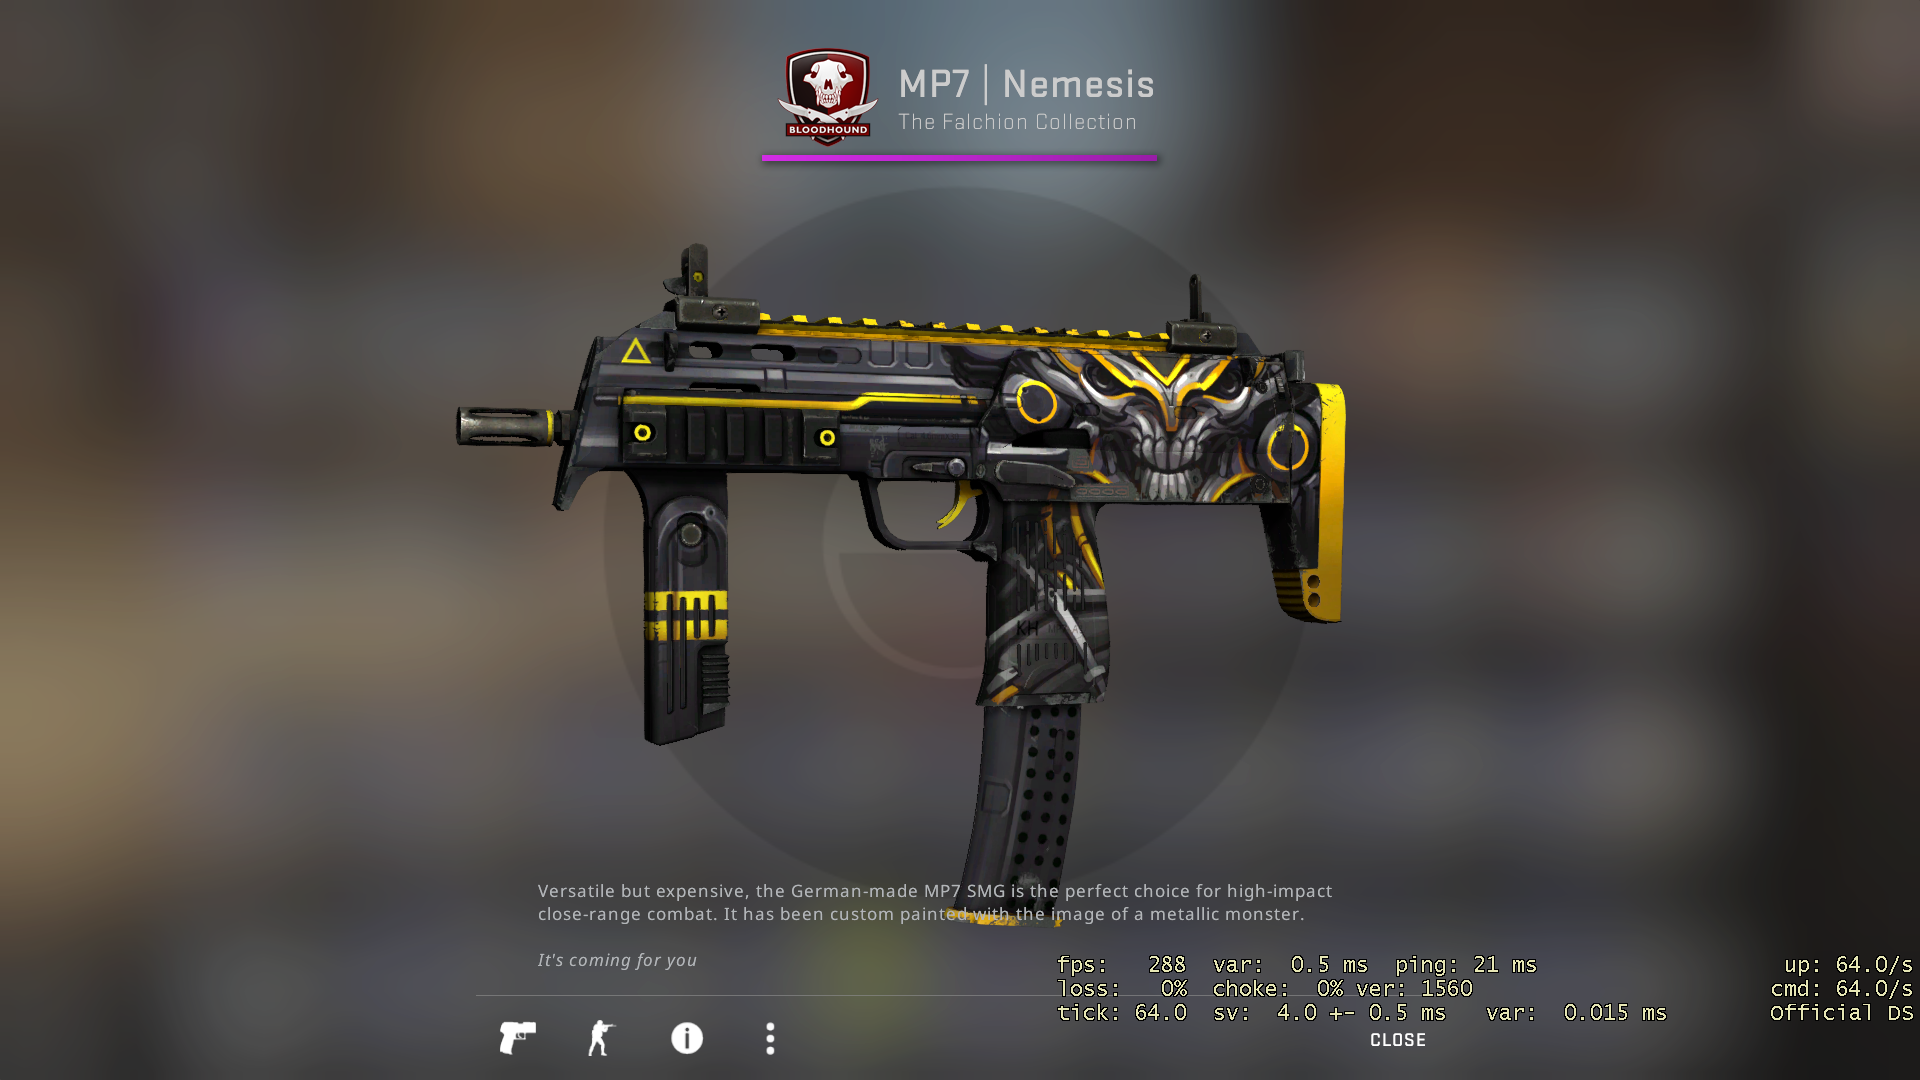 BLOODHOUND
MP7 | Nemesis
The Falchion Collection
KH
Versatile but expensive, the German-made MP7 SMG is the perfect choice for high-impact
close-range combat. It has been custom painted with the image of a metallic monster.
It's coming for you
fps: 288 var: 0.5 ms ping: 21 ms up: 64.0/s
loss: 0% choke: 0% ver: 1560 cmd: 64.0/s
tick: 64.0 sv: 4.0 +- 0.5 ms var: 0.015 ms Official DS
CLOSE